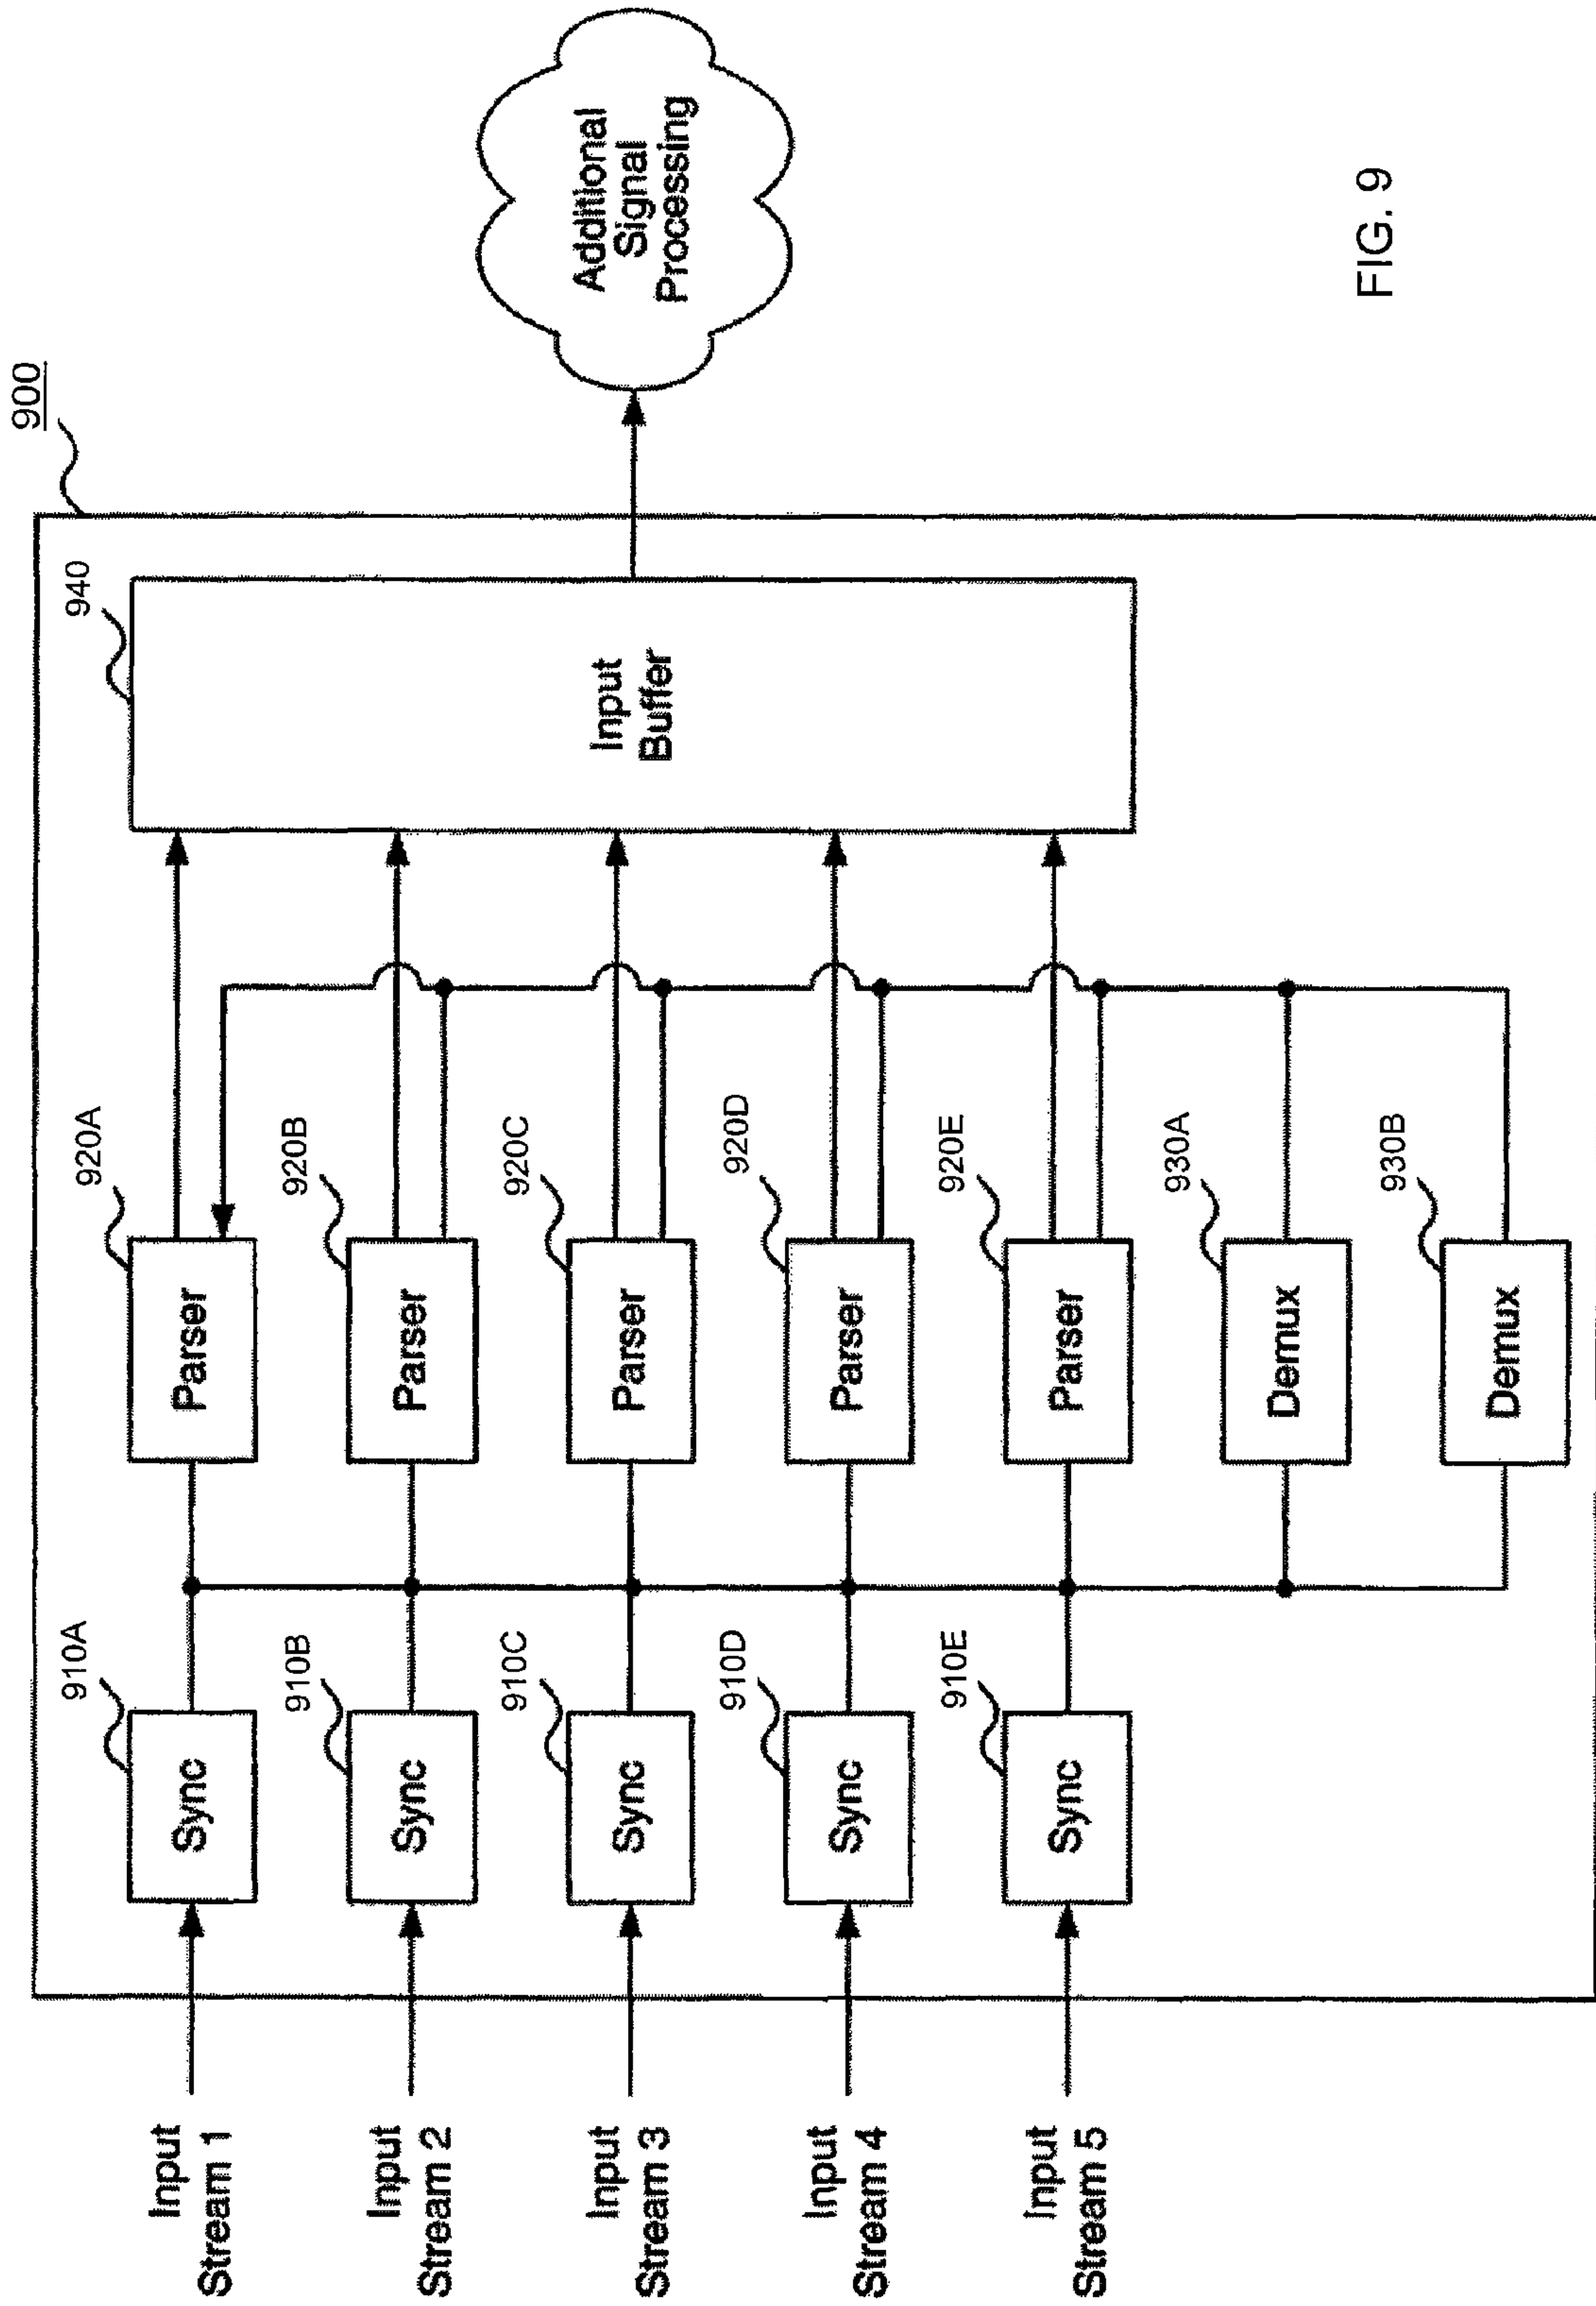 900
940
920A
910A
Input
Stream 1
Sync
Parser
920B
910B
Input
Stream 2
Sync
Parser
920C
910C
Input
Stream 3
Sync
Parser
Input
Buffer
Additional
Signal
Processing
920D
910D
Input
Stream 4
Sync
Parser
920E
910E
Input
Stream 5
Sync
Parser
930A
Demux
930B
Demux
FIG. 9